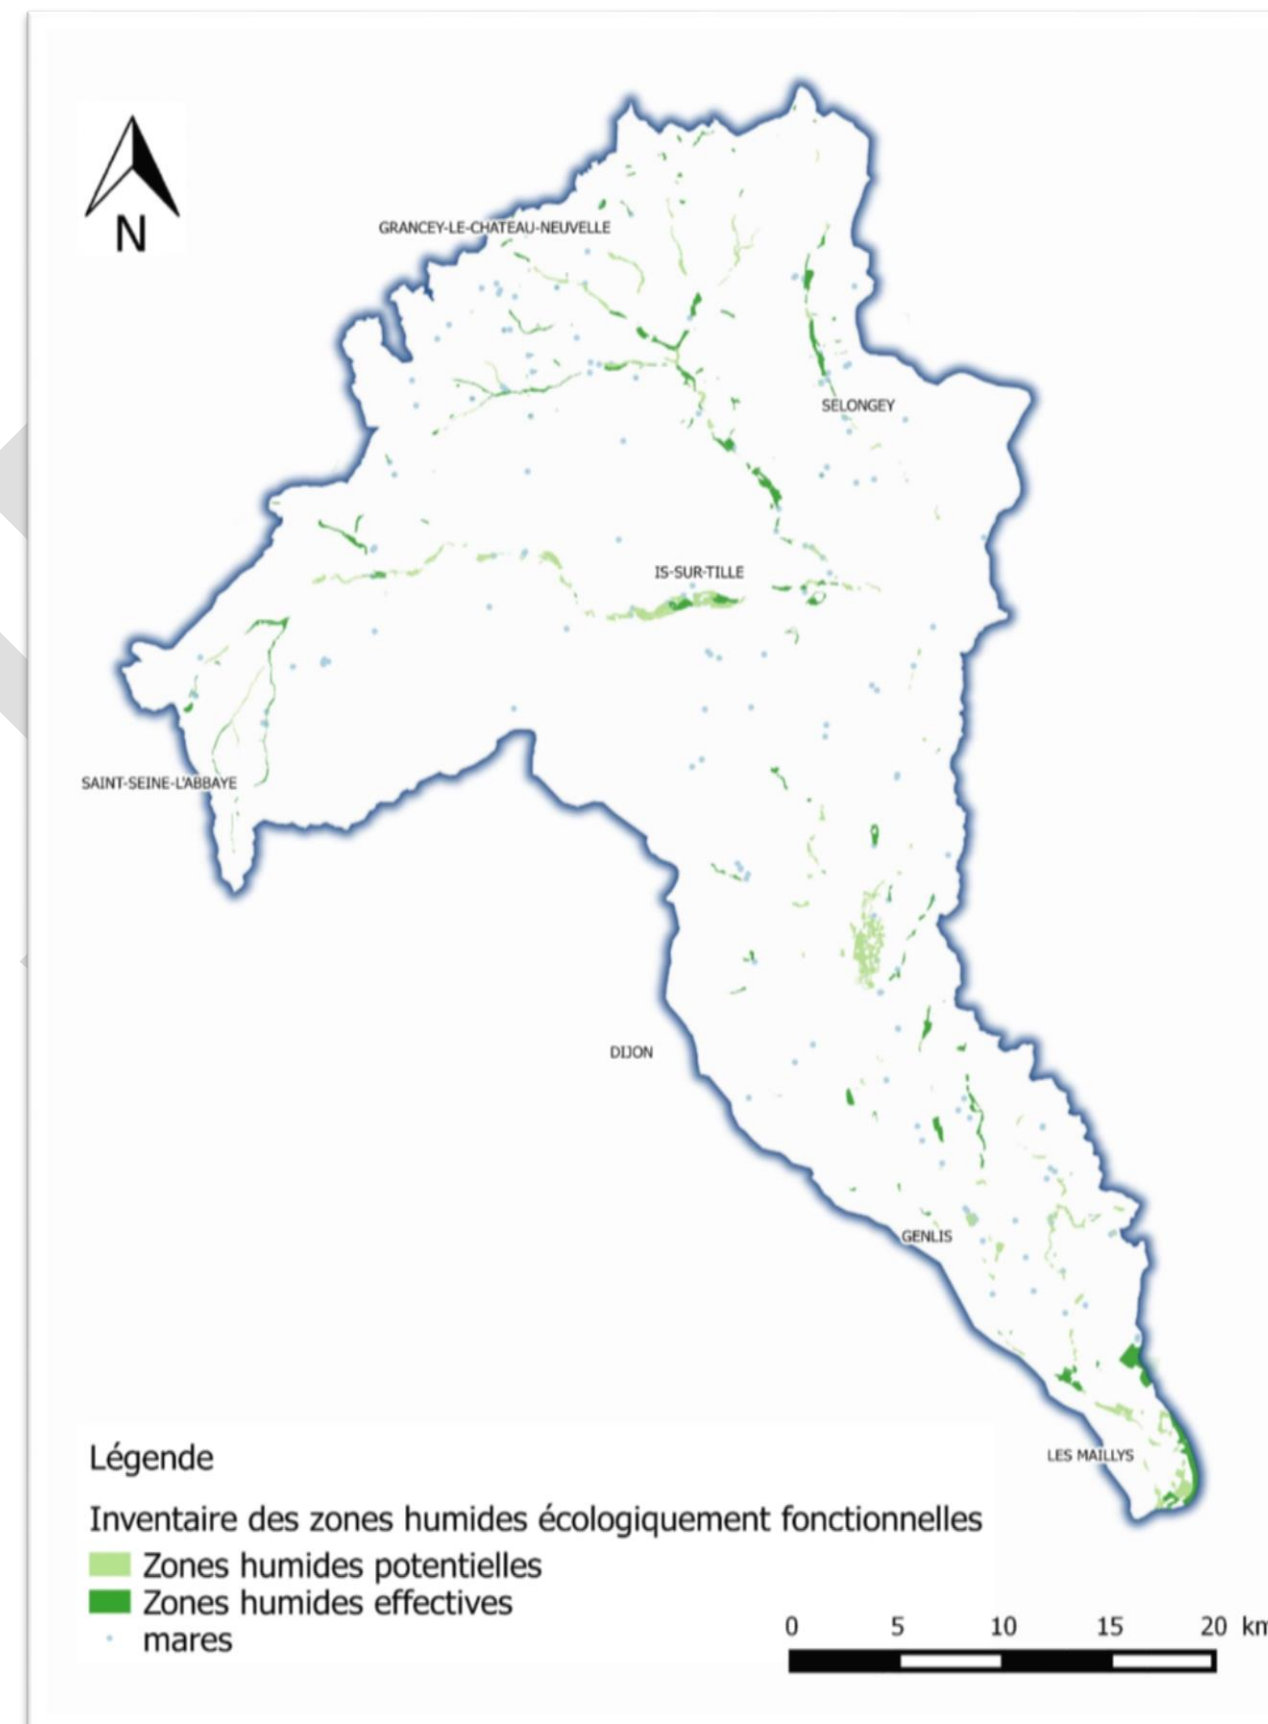 N
GRANCEY-LE-CHATEAU-NEUVELLE
SELONGEY
IS-SUR-TILLE
SAINT-SEINE-L'ABBAYE
DIJON
GENLIS
LES MAILLYS
Légende
Inventaire des zones humides écologiquement fonctionnelles
Zones humides potentielles
Zones humides effectives
mares
0 5 10 15 20 km